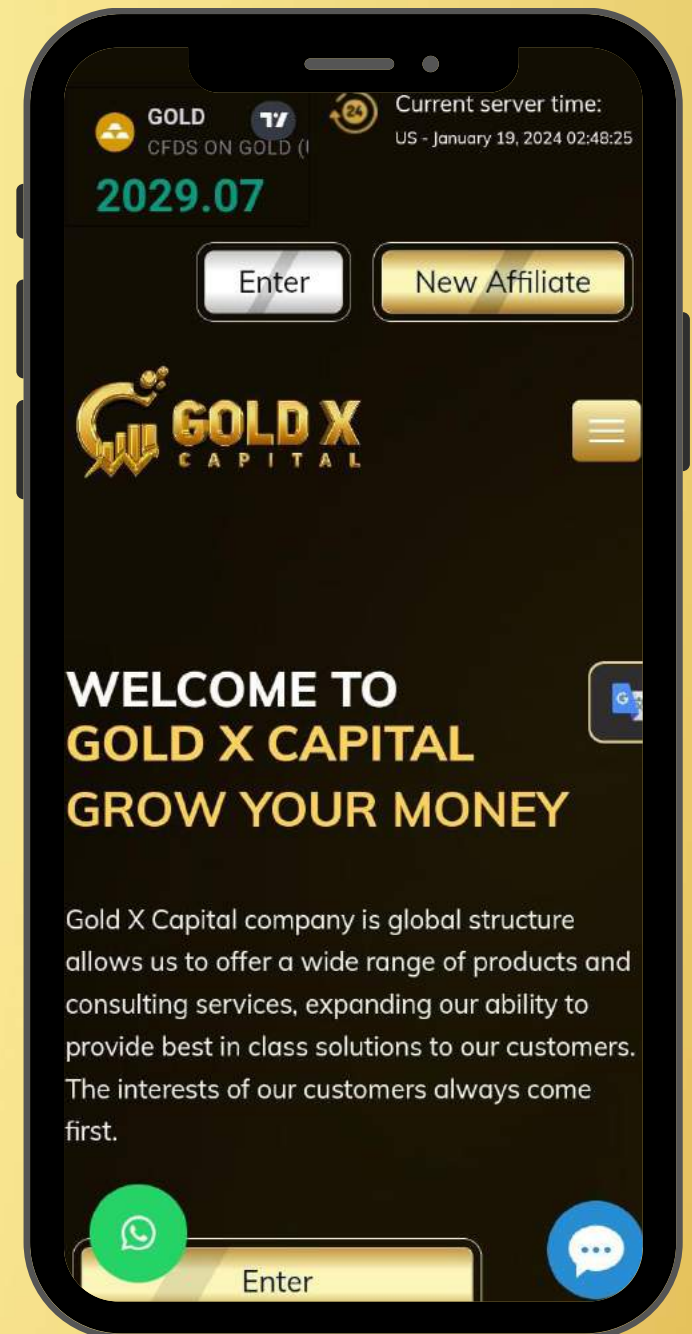 GOLD
CFDS ON GOLD (
2029.07
24
Current server time:
US - January 19, 2024 02:48:25
Enter
New Affiliate
GOLD X
CAPITAL
WELCOME TO
GOLD X CAPITAL
GROW YOUR MONEY
G
Gold X Capital company is global structure
allows us to offer a wide range of products and
consulting services, expanding our ability to
provide best in class solutions to our customers.
The interests of our customers always come
first.
Enter